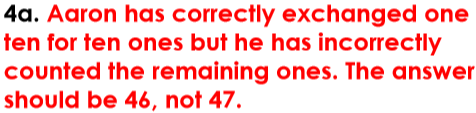 4a. Aaron has correctly exchanged one
ten for ten ones but he has incorrectly
counted the remaining ones. The answer
should be 46, not 47.